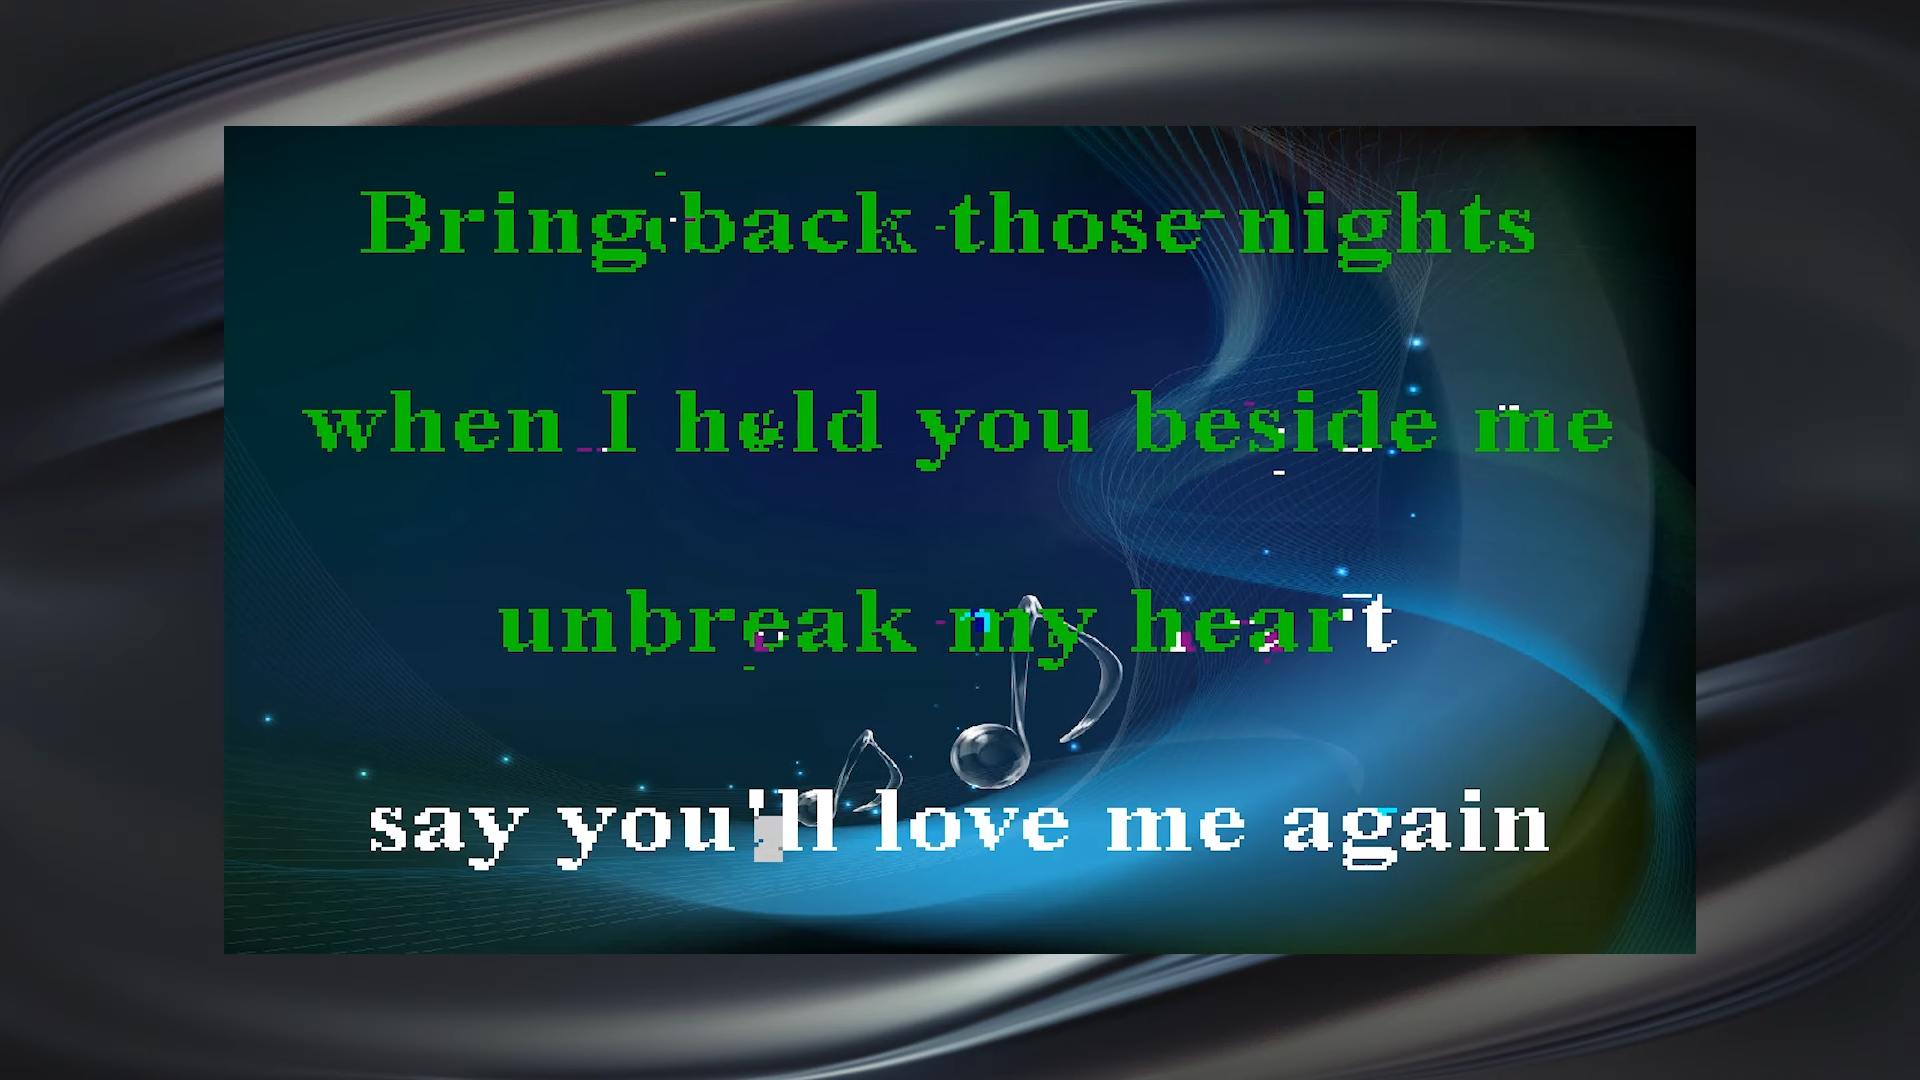 Bring back those nights
when I held you beside me
unbreak my heart
say you'll love me again